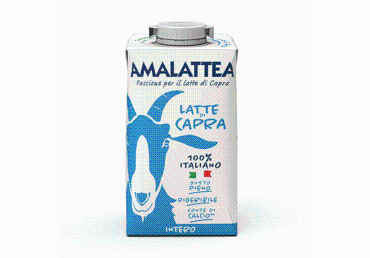 AMALATTEA
Passione per il latte di Capra
LATTE
DI
CAPRA
100%
ITALIANO
GUSTO
PIENO
DIGERIBILE
FONTE DI
CALCIO**
INTERO